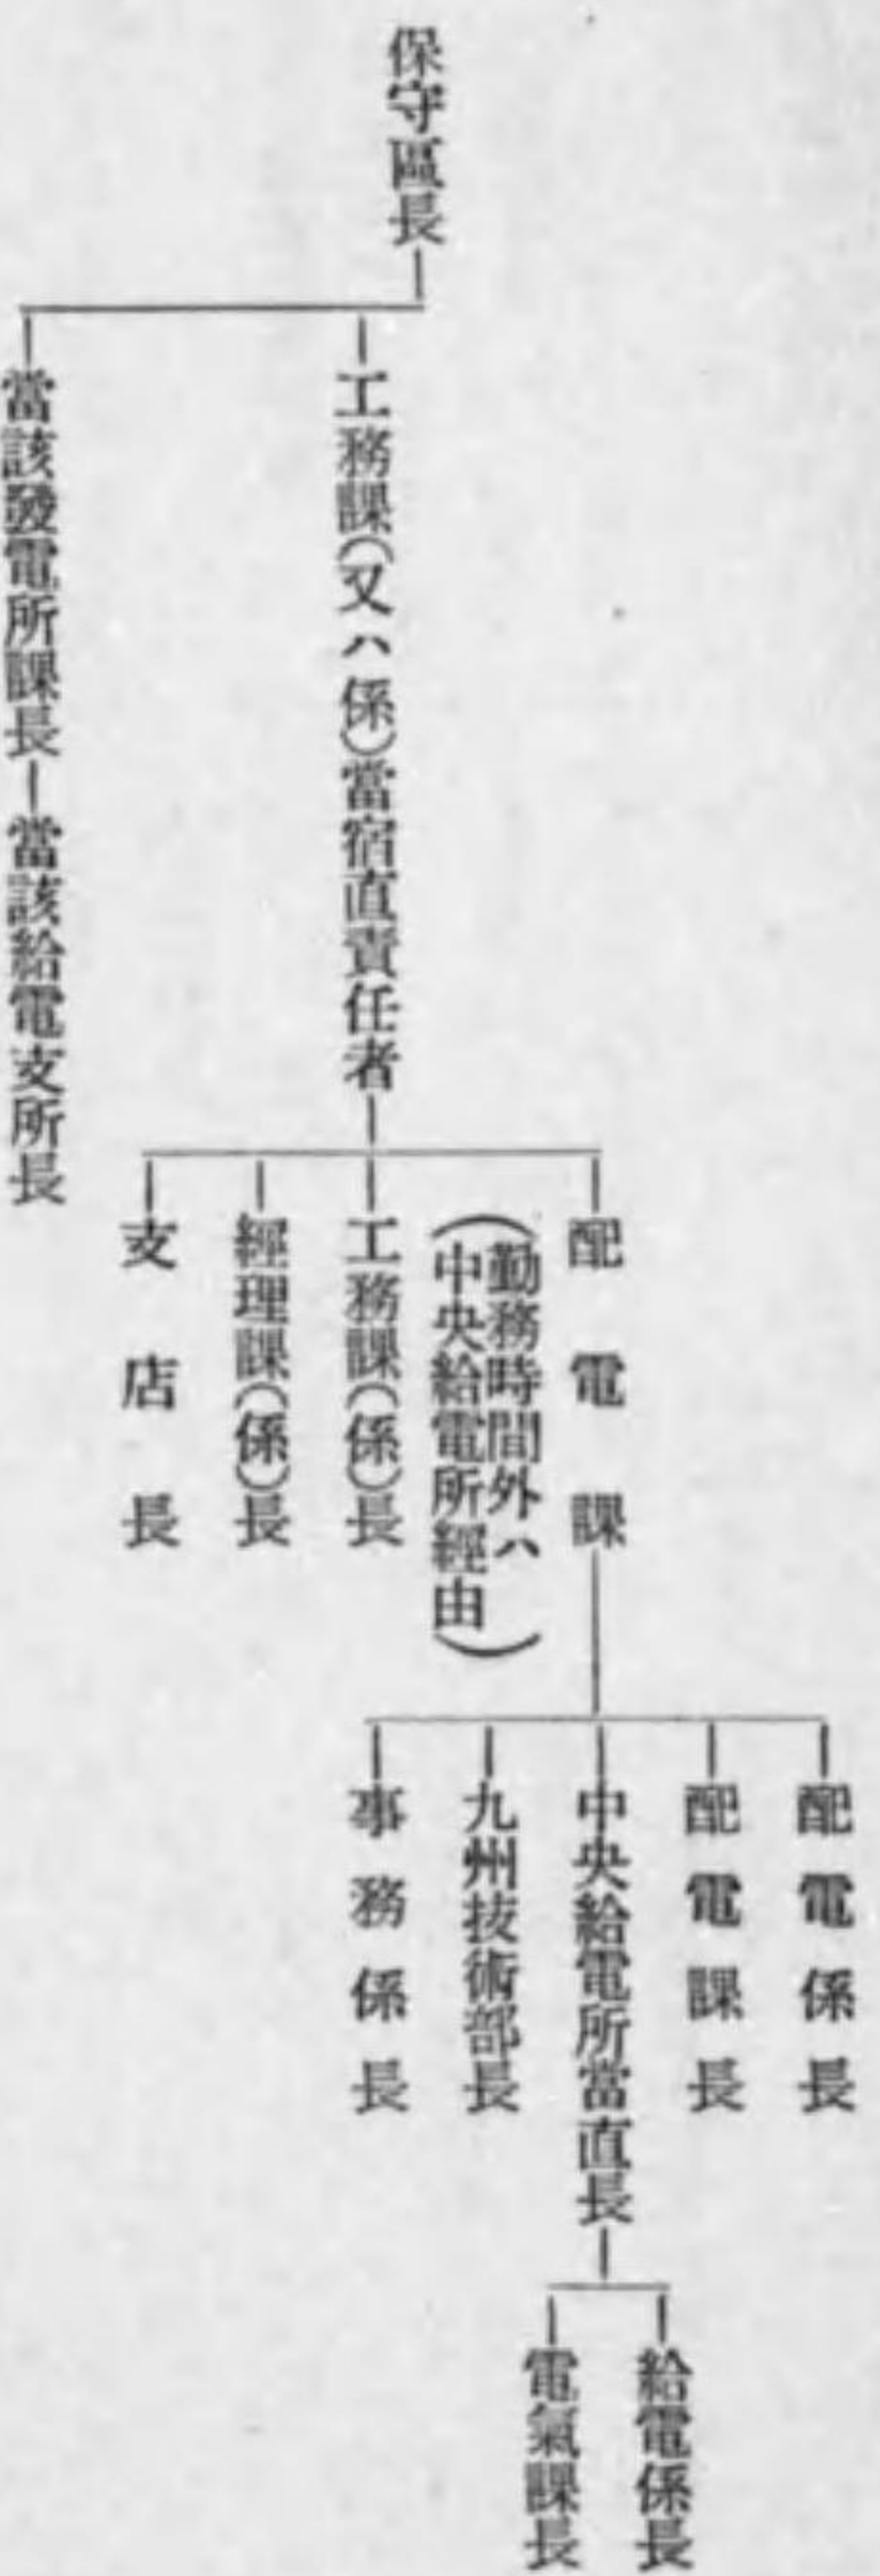 保守區長
工務課(又ハ係)當宿直責任者
配電課
(勤務時間外ハ
中央給電所經由)
配電係長
配電課長
中央給電所當直長
給電係長
電氣課長
九州技術部長
事務係長
工務課(係)長
經理課(係)長
支店長
當該發電所課長
當該給電支所長